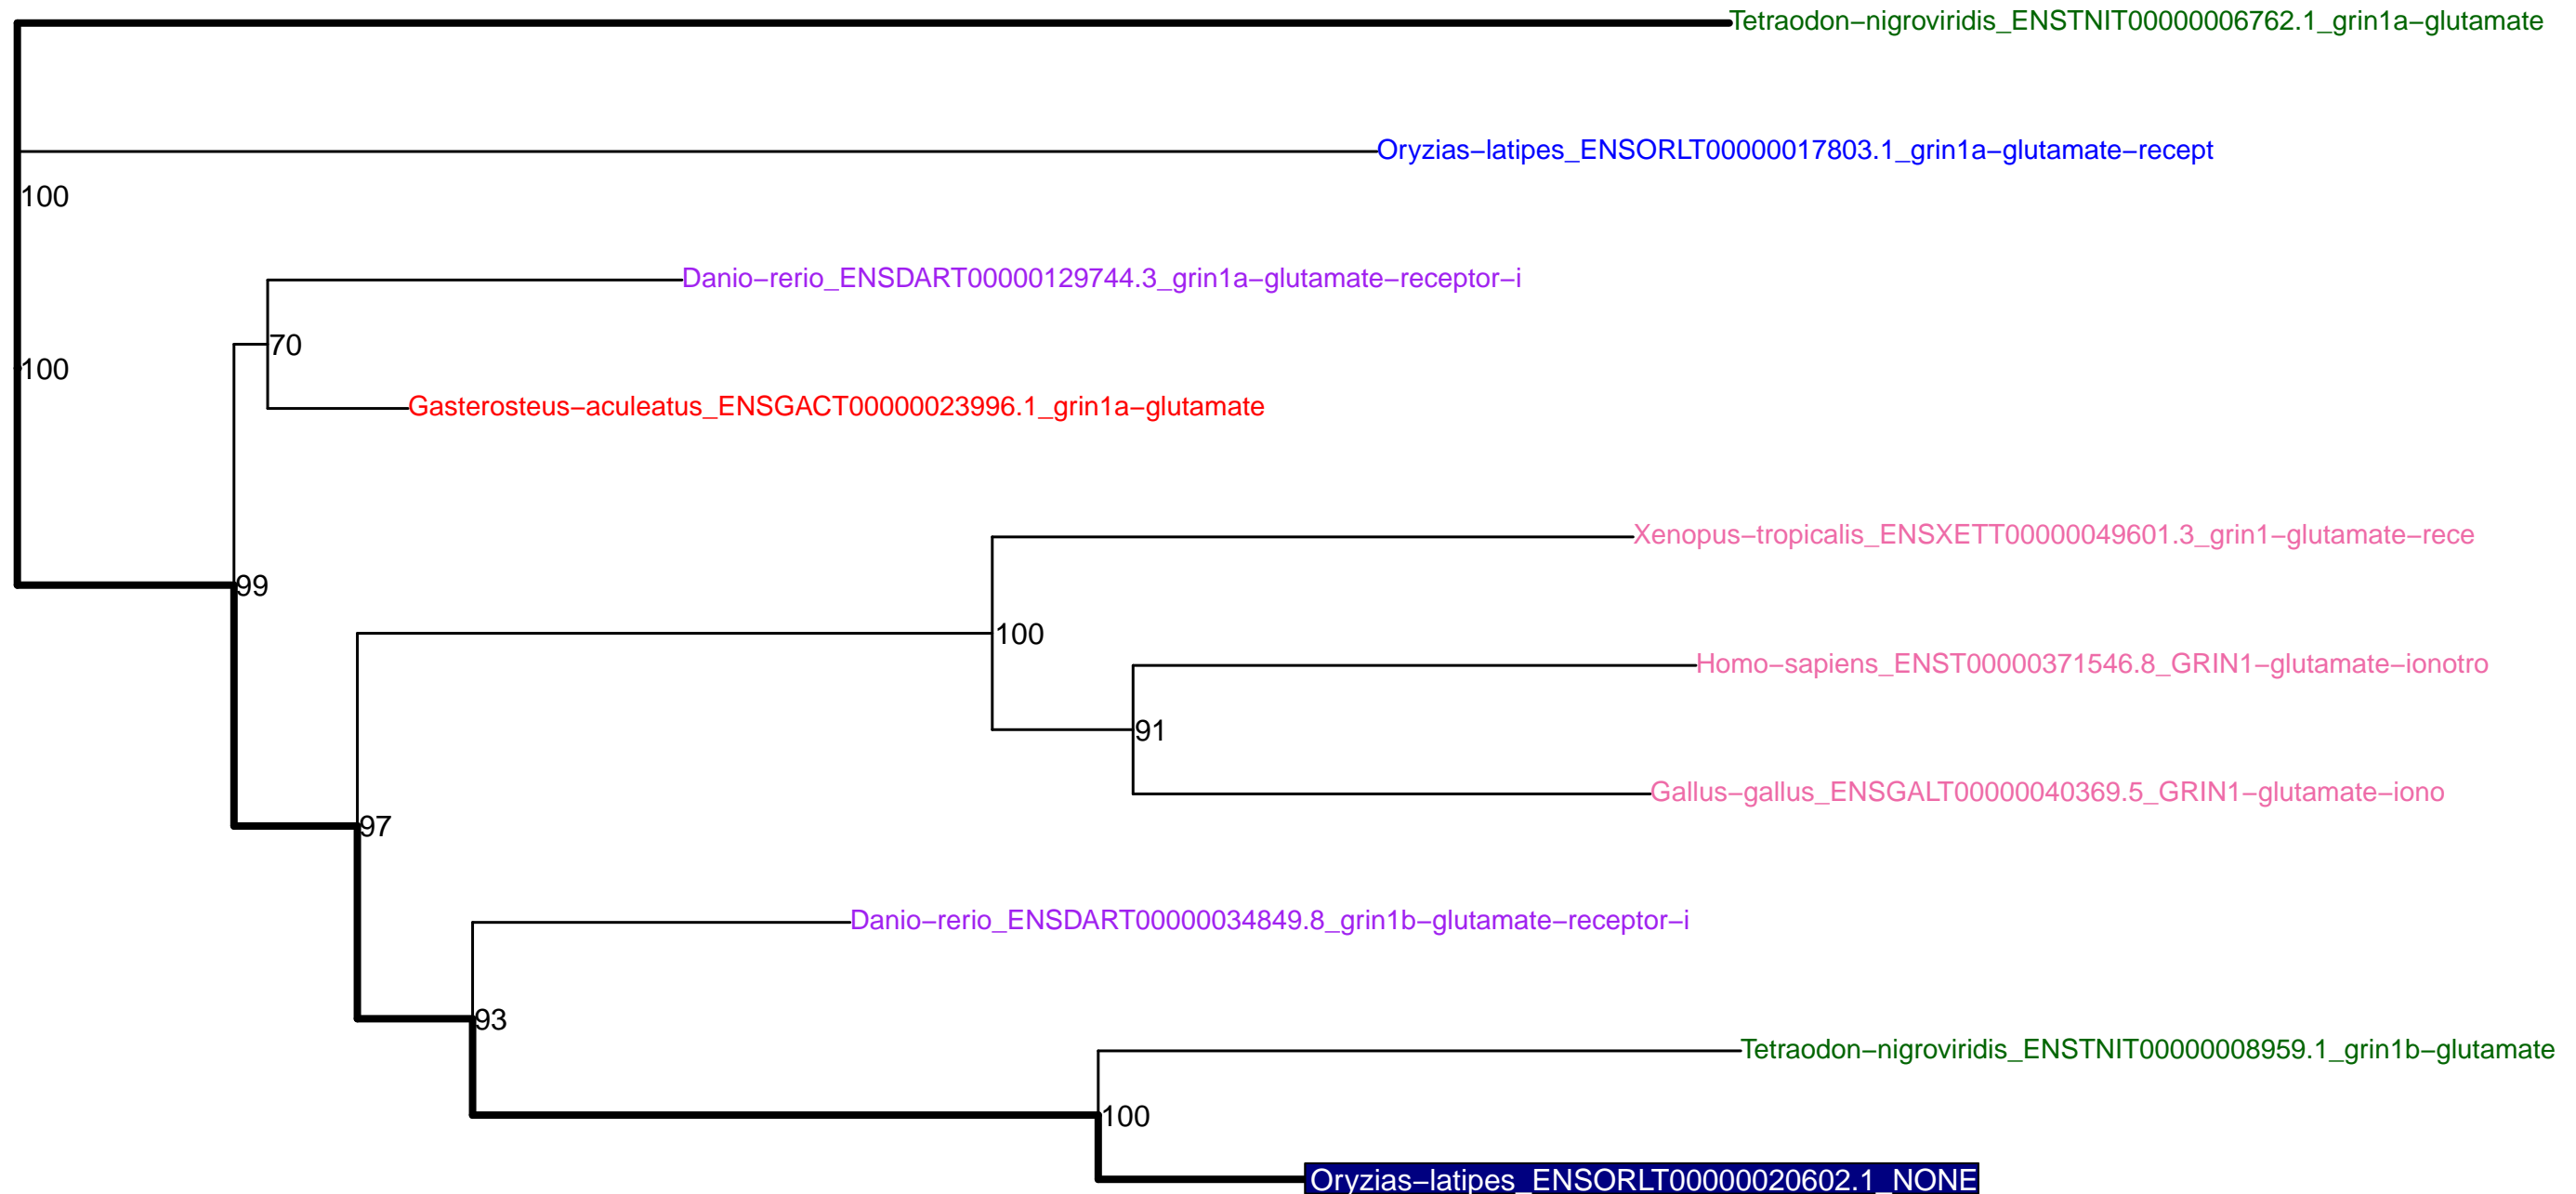 Tetraodon−nigroviridis_ENSTNIT00000006762.1_grin1a−glutamate
Oryzias−latipes_ENSORLT00000017803.1_grin1a−glutamate−recept
100
Danio−rerio_ENSDART00000129744.3_grin1a−glutamate−receptor−i
70
100
Gasterosteus−aculeatus_ENSGACT00000023996.1_grin1a−glutamate
Xenopus−tropicalis_ENSXETT00000049601.3_grin1−glutamate−rece
99
100
Homo−sapiens_ENST00000371546.8_GRIN1−glutamate−ionotro
91
Gallus−gallus_ENSGALT00000040369.5_GRIN1−glutamate−iono
97
Danio−rerio_ENSDART00000034849.8_grin1b−glutamate−receptor−i
93
Tetraodon−nigroviridis_ENSTNIT00000008959.1_grin1b−glutamate
100
Oryzias−latipes_ENSORLT00000020602.1_NONE